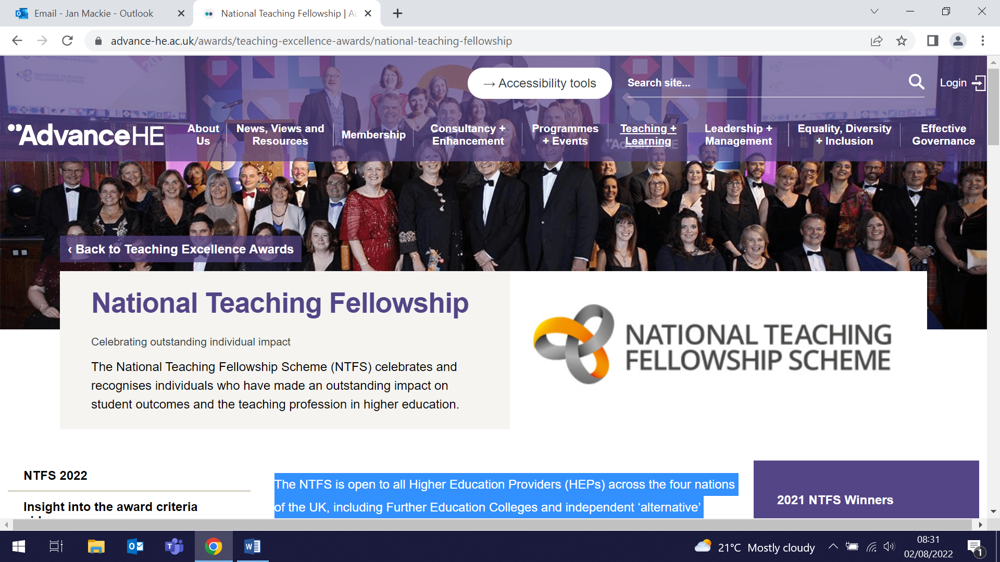 Email - Jan Mackie - Outlook
National Teaching Fellowship | Ac
advance-he.ac.uk/awards/teaching-excellence-awards/national-teaching-fellowship
NATIONAL TEACHING
FELLOWSHIP SCHEME
→ Accessibility tools
Search site...
Login
AdvanceHE
About
Us
News, Views and
Resources
Membership
Consultancy +
Enhancement
Programmes
+ Events
Teaching +
Learning
Leadership +
Management
Equality, Diversity
+ Inclusion
Effective
Governance
‹ Back to Teaching Excellence Awards
National Teaching Fellowship
Celebrating outstanding individual impact
The National Teaching Fellowship Scheme (NTFS) celebrates and
recognises individuals who have made an outstanding impact on
student outcomes and the teaching profession in higher education.
NATIONAL TEACHING
FELLOWSHIP SCHEME
NTFS 2022
Insight into the award criteria
The NTFS is open to all Higher Education Providers (HEPs) across the four nations
of the UK, including Further Education Colleges and independent ‘alternative’
2021 NTFS Winners
21°C Mostly cloudy
08:31
02/08/2022
1